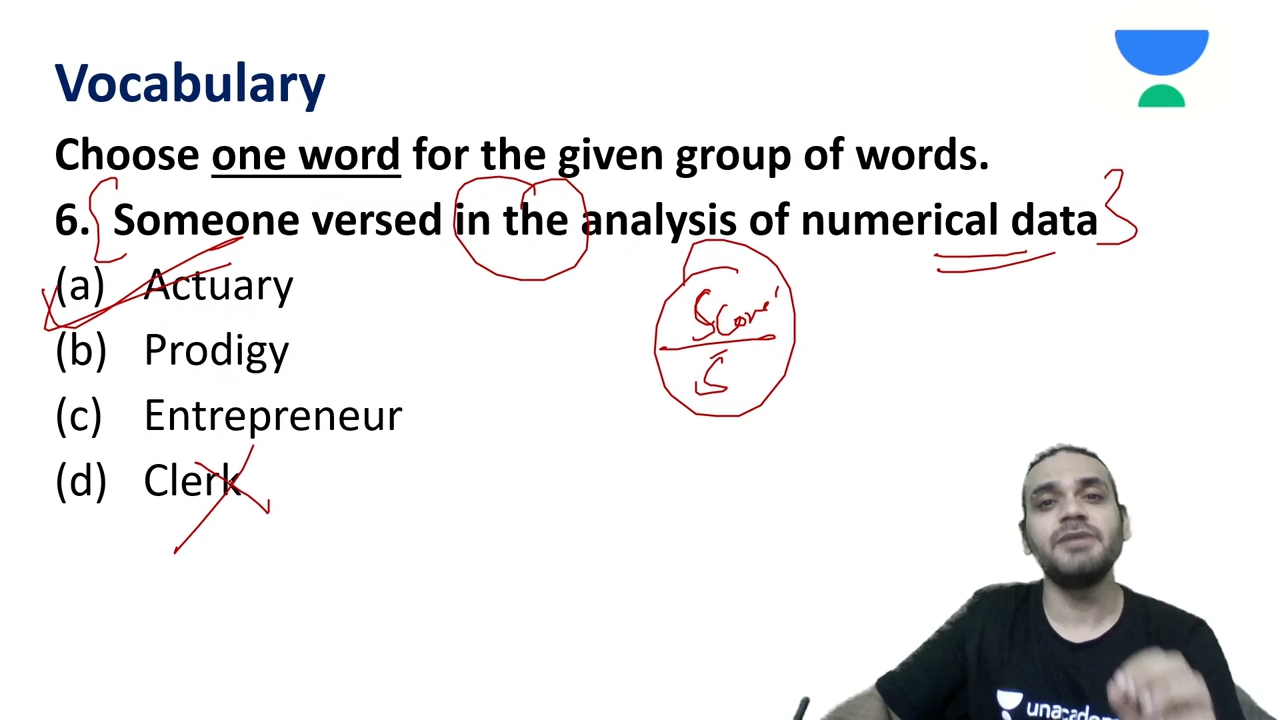 Vocabulary
Choose one word for the given group of words.
6. Someone versed in the analysis of numerical data
(a) Actuary
Score
(b) Prodigy
5
(c) Entrepreneur
(d) Clerk